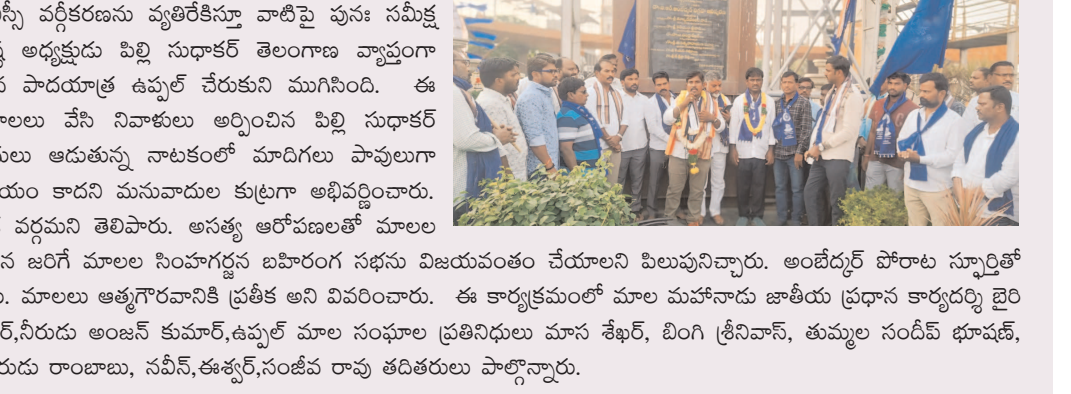 వర్గీకరణను వ్యతిరేకిస్తూ వాటిపై పునః సమీక్ష
అధ్యక్షుడు పిల్లి సుధాకర్ తెలంగాణ వ్యాప్తంగా
పాదయాత్ర ఉప్పల్ చేరుకుని ముగిసింది. ఈ
వేసి నివాళులు అర్పించిన పిల్లి సుధాకర్
ఆడుతున్న నాటకంలో మాదిగలు పావులుగా
కాదని మనువాదుల కుట్రగా అభివర్ణించారు.
వర్గమని తెలిపారు. అసత్య ఆరోపణలతో మాలల
జరిగే మాలల సింహగర్జన బహిరంగ సభను విజయవంతం చేయాలని పిలుపునిచ్చారు. అంబేద్కర్ పోరాట స్ఫూర్తితో
మాలలు ఆత్మగౌరవానికి ప్రతీక అని వివరించారు. ఈ కార్యక్రమంలో మాల మహానాడు జాతీయ ప్రధాన కార్యదర్శి బైరి
నీరుడు అంజన్ కుమార్,ఉప్పల్ మాల సంఘాల ప్రతినిధులు మాస శేఖర్, బింగి శ్రీనివాస్, తుమ్మల సందీప్ భూషణ్,
రాంబాబు, నవీన్,ఈశ్వర్,సంజీవ రావు తదితరులు పాల్గొన్నారు.